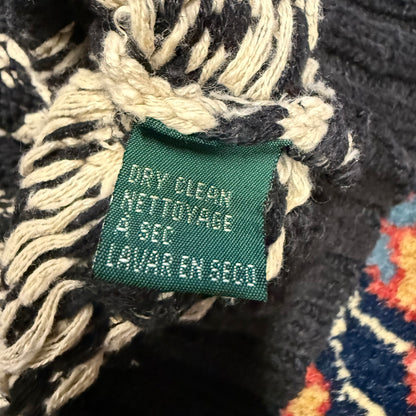 DRY CLEAN
NETTOYAGE
À SEC
LAVAR EN SECO